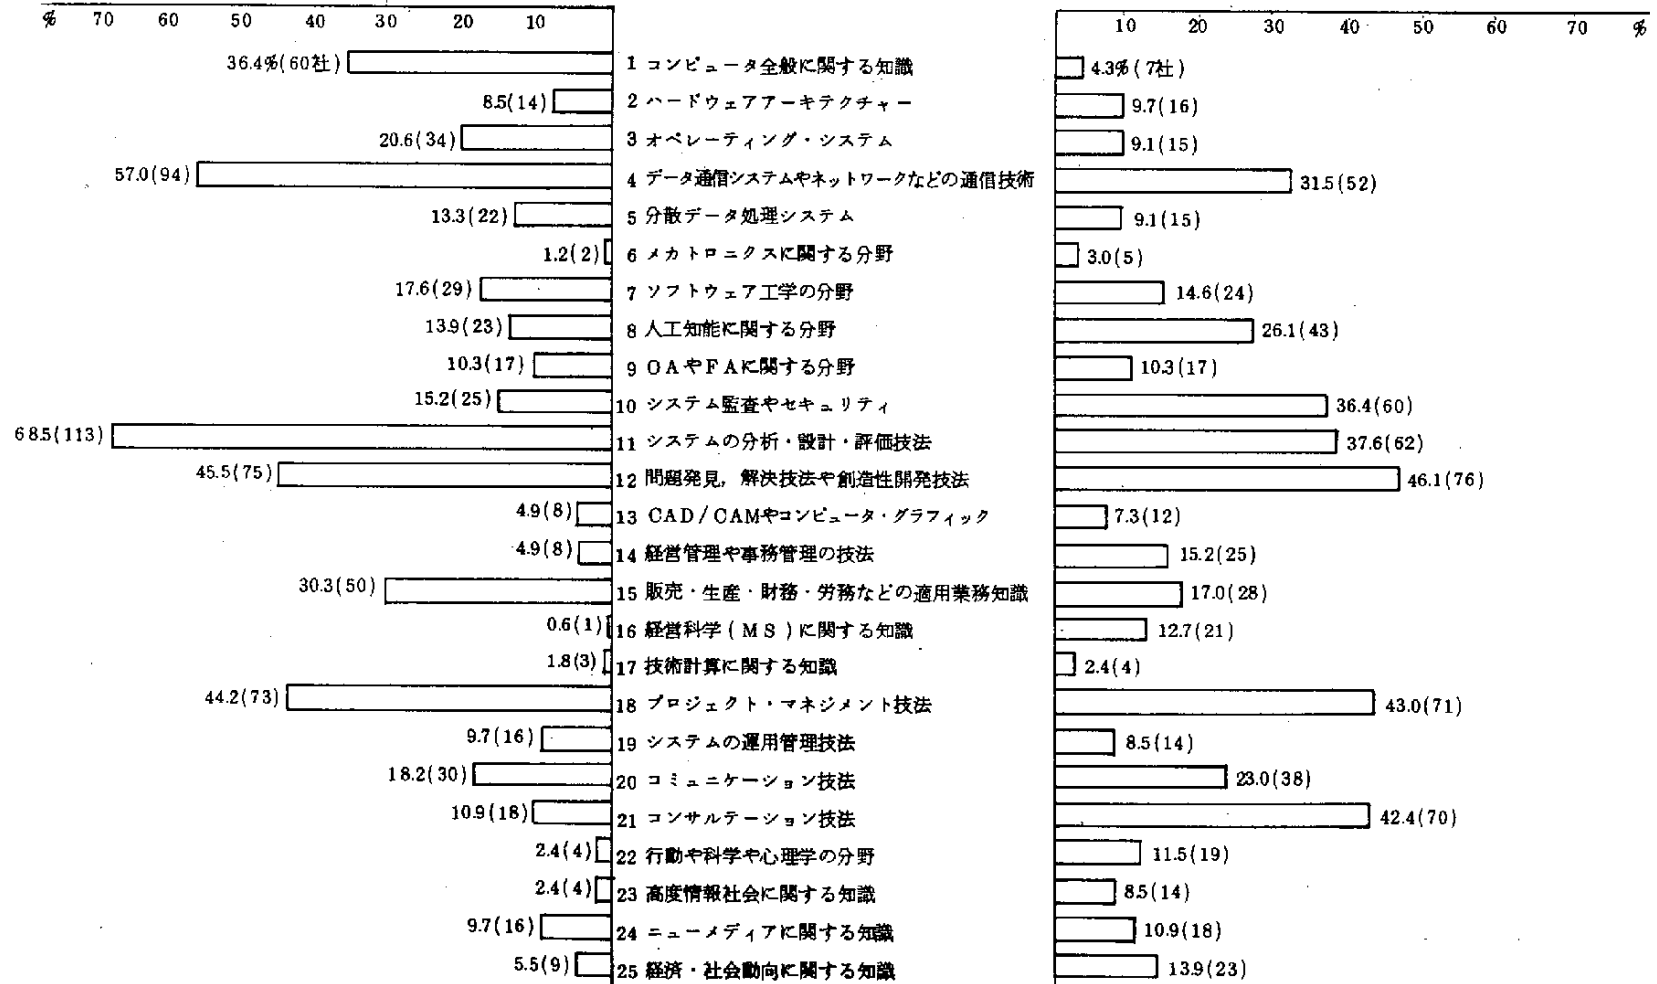 % 70 60 50 40 30 20 10 10 20 30 40 50 60 70 %
36.4%(60社) 1 コンピュータ全般に関する知識 4.3%(7社)
8.5(14) 2 ハードウェアアーキテクチャー 9.7(16)
20.6(34) 3 オペレーティング・システム 9.1(15)
57.0(94) 4 データ通信システムやネットワークなどの通信技術 31.5(52)
13.3(22) 5 分散データ処理システム 9.1(15)
1.2(2) 6 メカトロニクスに関する分野 3.0(5)
17.6(29) 7 ソフトウェア工学の分野 14.6(24)
13.9(23) 8 人工知能に関する分野 26.1(43)
10.3(17) 9 OAやFAに関する分野 10.3(17)
15.2(25) 10 システム監査やセキュリティ 36.4(60)
68.5(113) 11 システムの分析・設計・評価技法 37.6(62)
45.5(75) 12 問題発見,解決技法や創造性開発技法 46.1(76)
4.9(8) 13 CAD/CAMやコンピュータ・グラフィック 7.3(12)
4.9(8) 14 経営管理や事務管理の技法 15.2(25)
30.3(50) 15 販売・生産・財務・労務などの適用業務知識 17.0(28)
0.6(1) 16 経営科学(MS)に関する知識 12.7(21)
1.8(3) 17 技術計算に関する知識 2.4(4)
44.2(73) 18 プロジェクト・マネジメント技法 43.0(71)
9.7(16) 19 システムの運用管理技法 8.5(14)
18.2(30) 20 コミュニケーション技法 23.0(38)
10.9(18) 21 コンサルテーション技法 42.4(70)
2.4(4) 22 行動や科学や心理学の分野 11.5(19)
2.4(4) 23 高度情報社会に関する知識 8.5(14)
9.7(16) 24 ニューメディアに関する知識 10.9(18)
5.5(9) 25 経済・社会動向に関する知識 13.9(23)